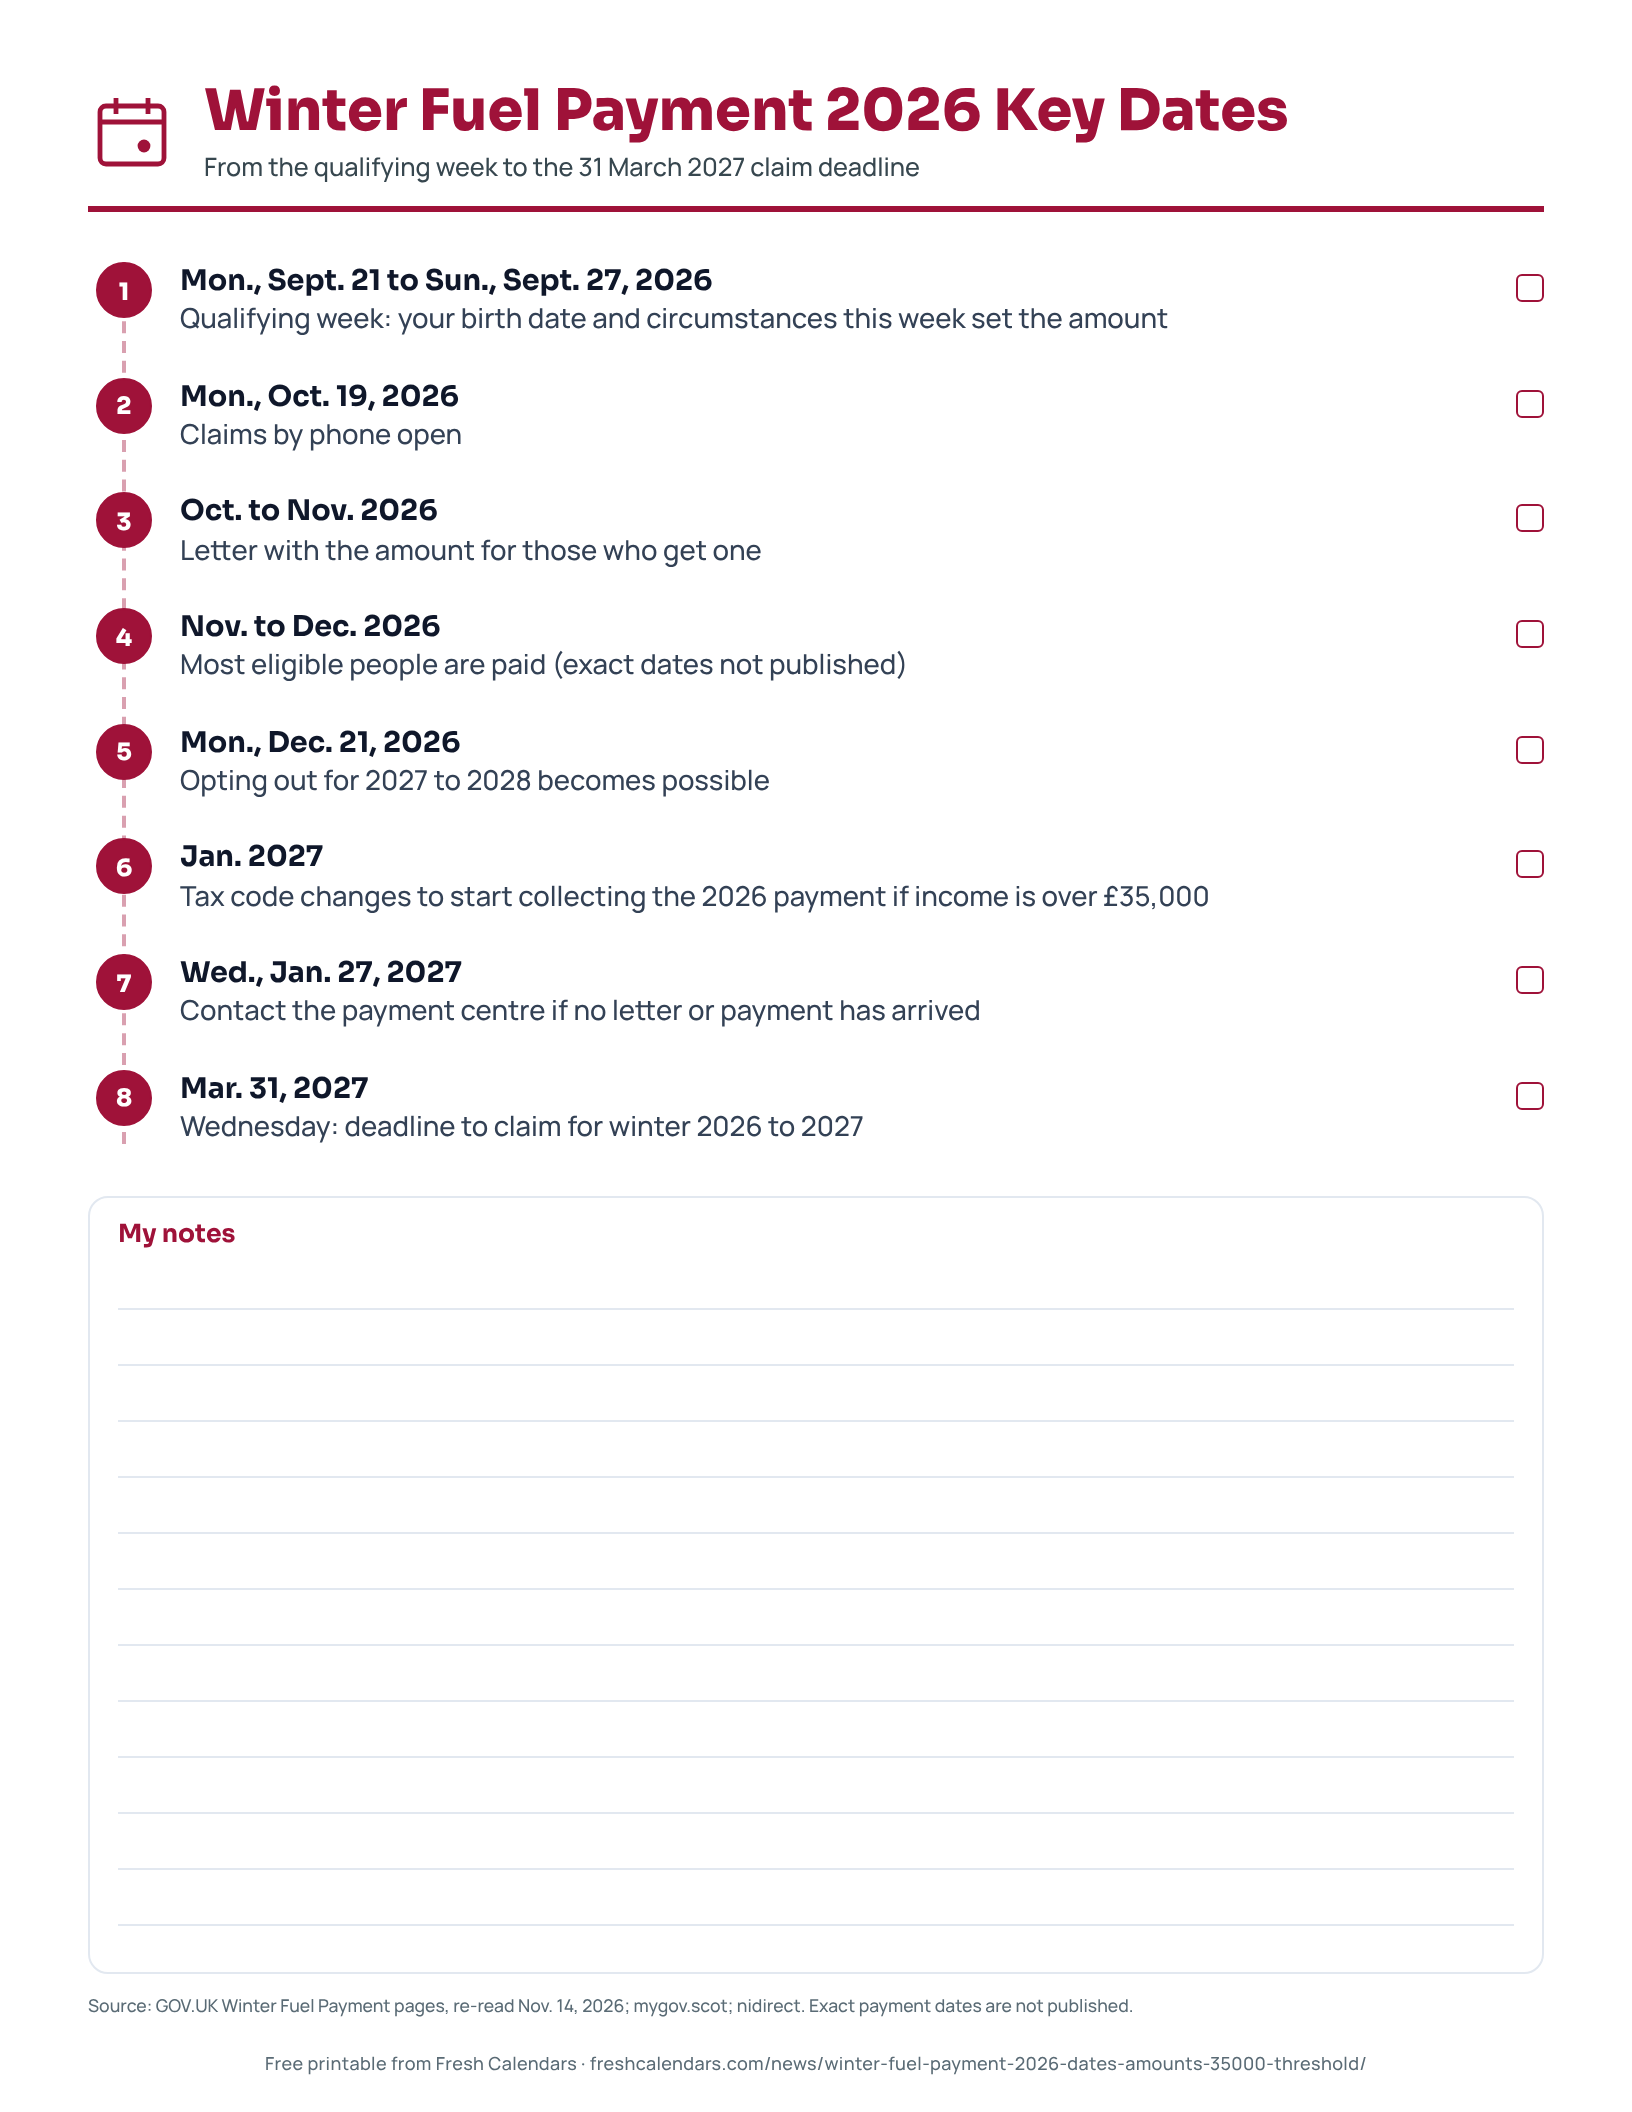 Winter Fuel Payment 2026 Key Dates
From the qualifying week to the 31 March 2027 claim deadline
1
Mon., Sept. 21 to Sun., Sept. 27, 2026
Qualifying week: your birth date and circumstances this week set the amount
2
Mon., Oct. 19, 2026
Claims by phone open
3
Oct. to Nov. 2026
Letter with the amount for those who get one
4
Nov. to Dec. 2026
Most eligible people are paid (exact dates not published)
5
Mon., Dec. 21, 2026
Opting out for 2027 to 2028 becomes possible
6
Jan. 2027
Tax code changes to start collecting the 2026 payment if income is over £35,000
7
Wed., Jan. 27, 2027
Contact the payment centre if no letter or payment has arrived
8
Mar. 31, 2027
Wednesday: deadline to claim for winter 2026 to 2027
My notes
Source: GOV.UK Winter Fuel Payment pages, re-read Nov. 14, 2026; mygov.scot; nidirect. Exact payment dates are not published.
Free printable from Fresh Calendars · freshcalendars.com/news/winter-fuel-payment-2026-dates-amounts-35000-threshold/